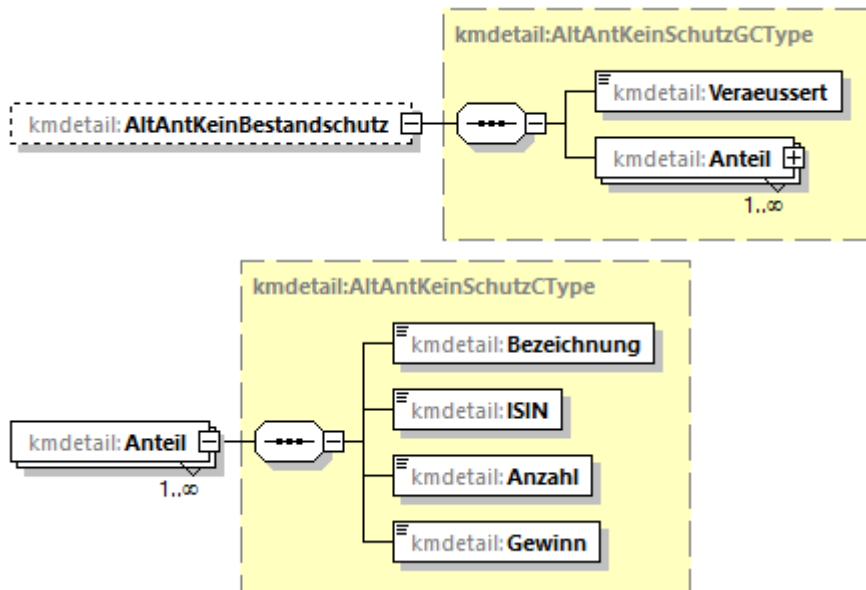 kmdetail:AltAntKeinSchutzGCType
kmdetail:AltAntKeinBestandschutz
kmdetail:Veraeussert
kmdetail:Anteil
1..∞
kmdetail:AltAntKeinSchutzCType
kmdetail:Bezeichnung
kmdetail:ISIN
kmdetail:Anteil
1..∞
kmdetail:Anzahl
kmdetail:Gewinn